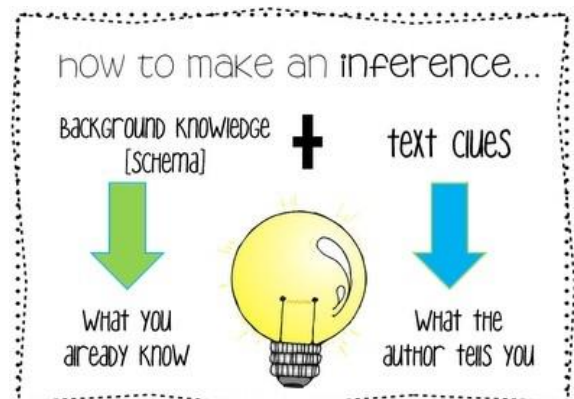 how to make an inference...
Background Knowledge
[schema]
+
text clues
What you
already know
What the
author tells you